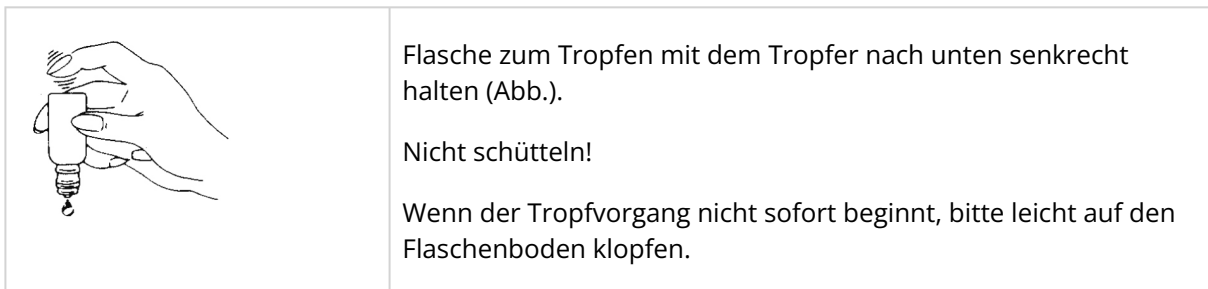 Flasche zum Tropfen mit dem Tropfer nach unten senkrecht
halten (Abb.).
Nicht schütteln!
Wenn der Tropfvorgang nicht sofort beginnt, bitte leicht auf den
Flaschenboden klopfen.